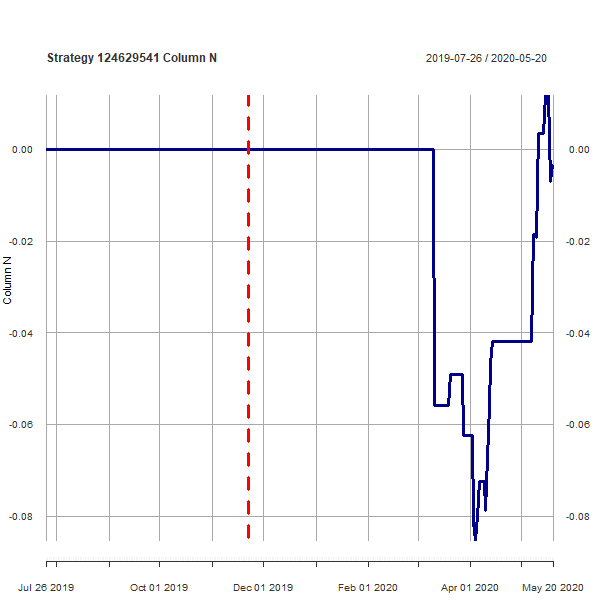 Strategy 124629541 Column N
2019-07-26 / 2020-05-20
0.00
0.00
-0.02
-0.02
Column N
-0.04
-0.04
-0.06
-0.06
-0.08
-0.08
Jul 26 2019
Oct 01 2019
Dec 01 2019
Feb 01 2020
Apr 01 2020
May 20 2020